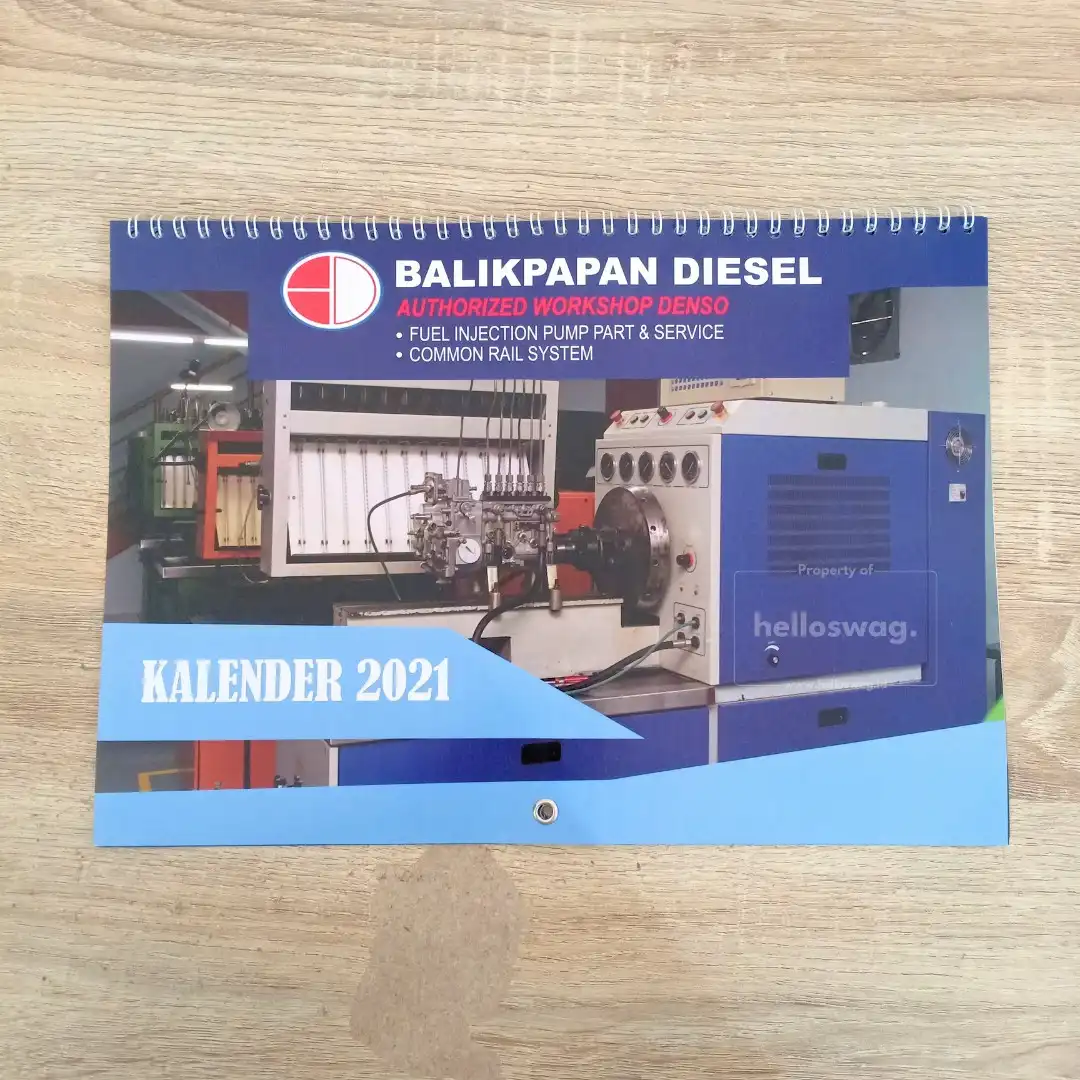 BALIKPAPAN DIESEL
AUTHORIZED WORKSHOP DENSO
• FUEL INJECTION PUMP PART & SERVICE
• COMMON RAIL SYSTEM
Property of
helloswag.
KALENDER 2021